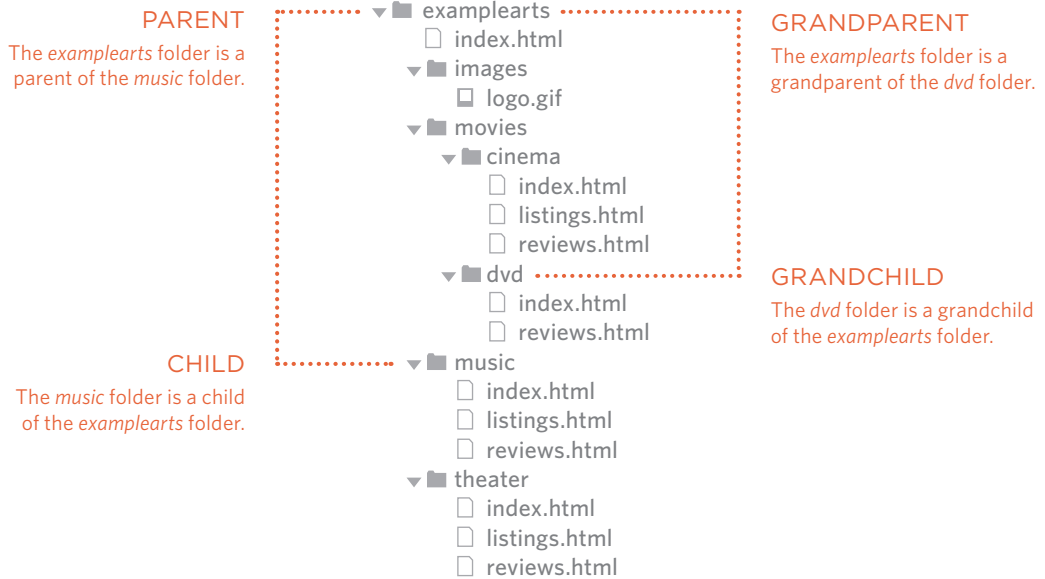 PARENT
The examplearts folder is a
parent of the music folder.
examplearts
index.html
images
logo.gif
movies
cinema
index.html
listings.html
reviews.html
dvd
index.html
reviews.html
music
index.html
listings.html
reviews.html
theater
index.html
listings.html
reviews.html
CHILD
The music folder is a child
of the examplearts folder.
GRANDPARENT
The examplearts folder is a
grandparent of the dvd folder.
GRANDCHILD
The dvd folder is a grandchild
of the examplearts folder.